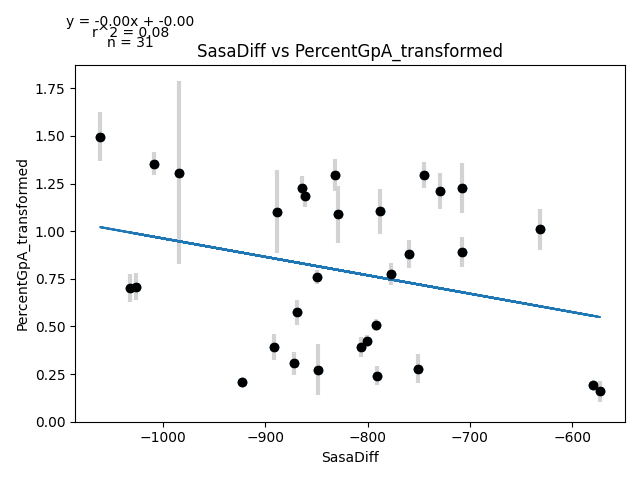 y = -0.00x + -0.00
r^2 = 0.08
n = 31
SasaDiff vs PercentGpA_transformed
PercentGpA_transformed
1.75
1.50
1.25
1.00
0.75
0.50
0.25
0.00
−1000
−900
−800
−700
−600
SasaDiff